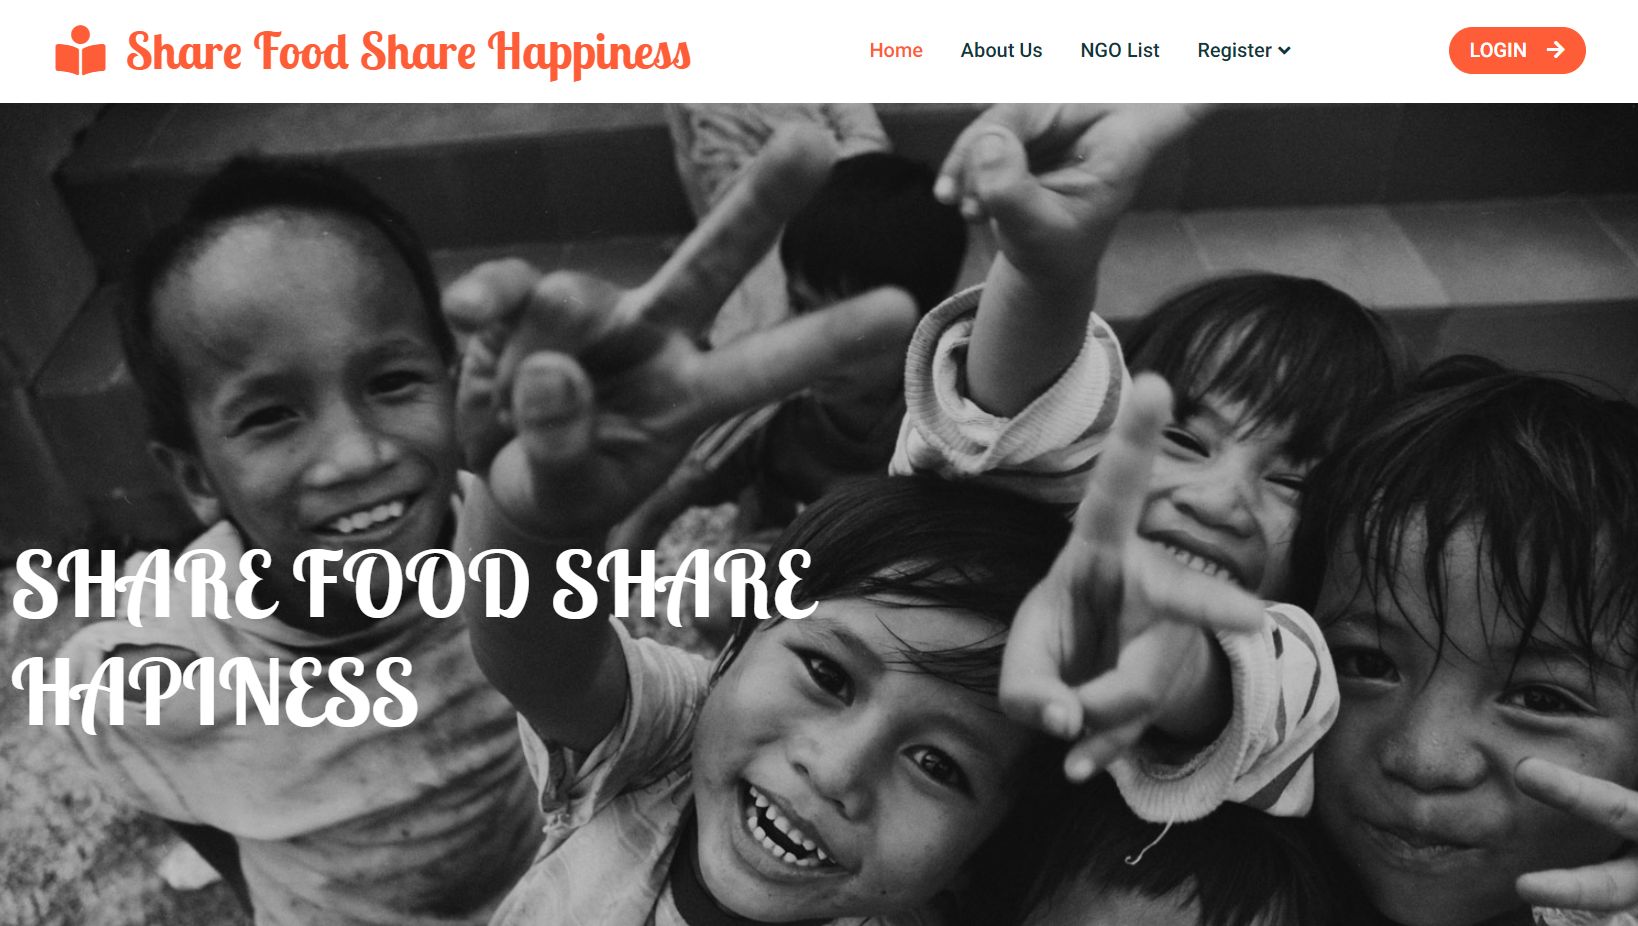 Share Food Share Happiness
Home About Us NGO List Register
LOGIN
SHARE FOOD SHARE
HAPINESS